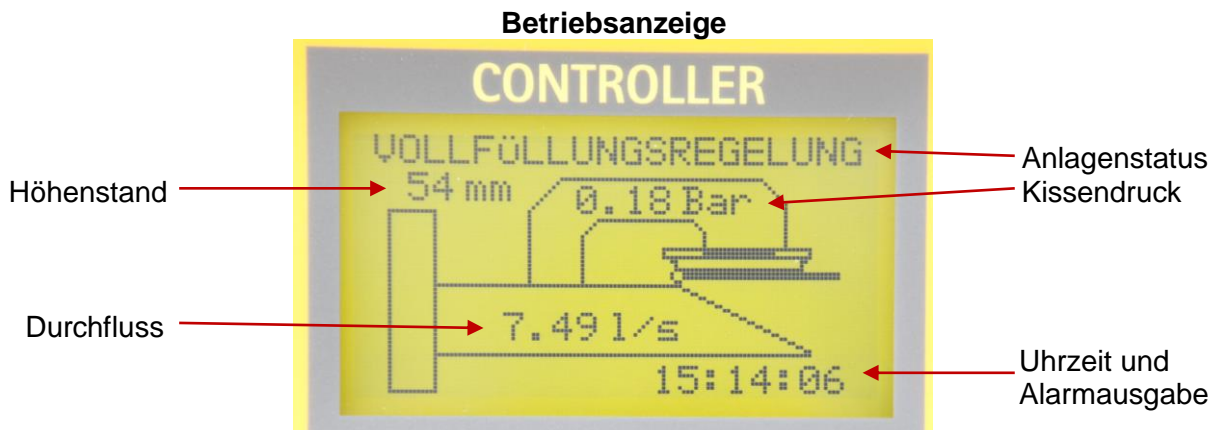 Betriebsanzeige
CONTROLLER
VOLLFüLLUNGSREGELUNG
Anlagenstatus
Höhenstand
54 mm
0.18 Bar
Kissendruck
Durchfluss
7.49 l/s
15:14:06
Uhrzeit und
Alarmausgabe